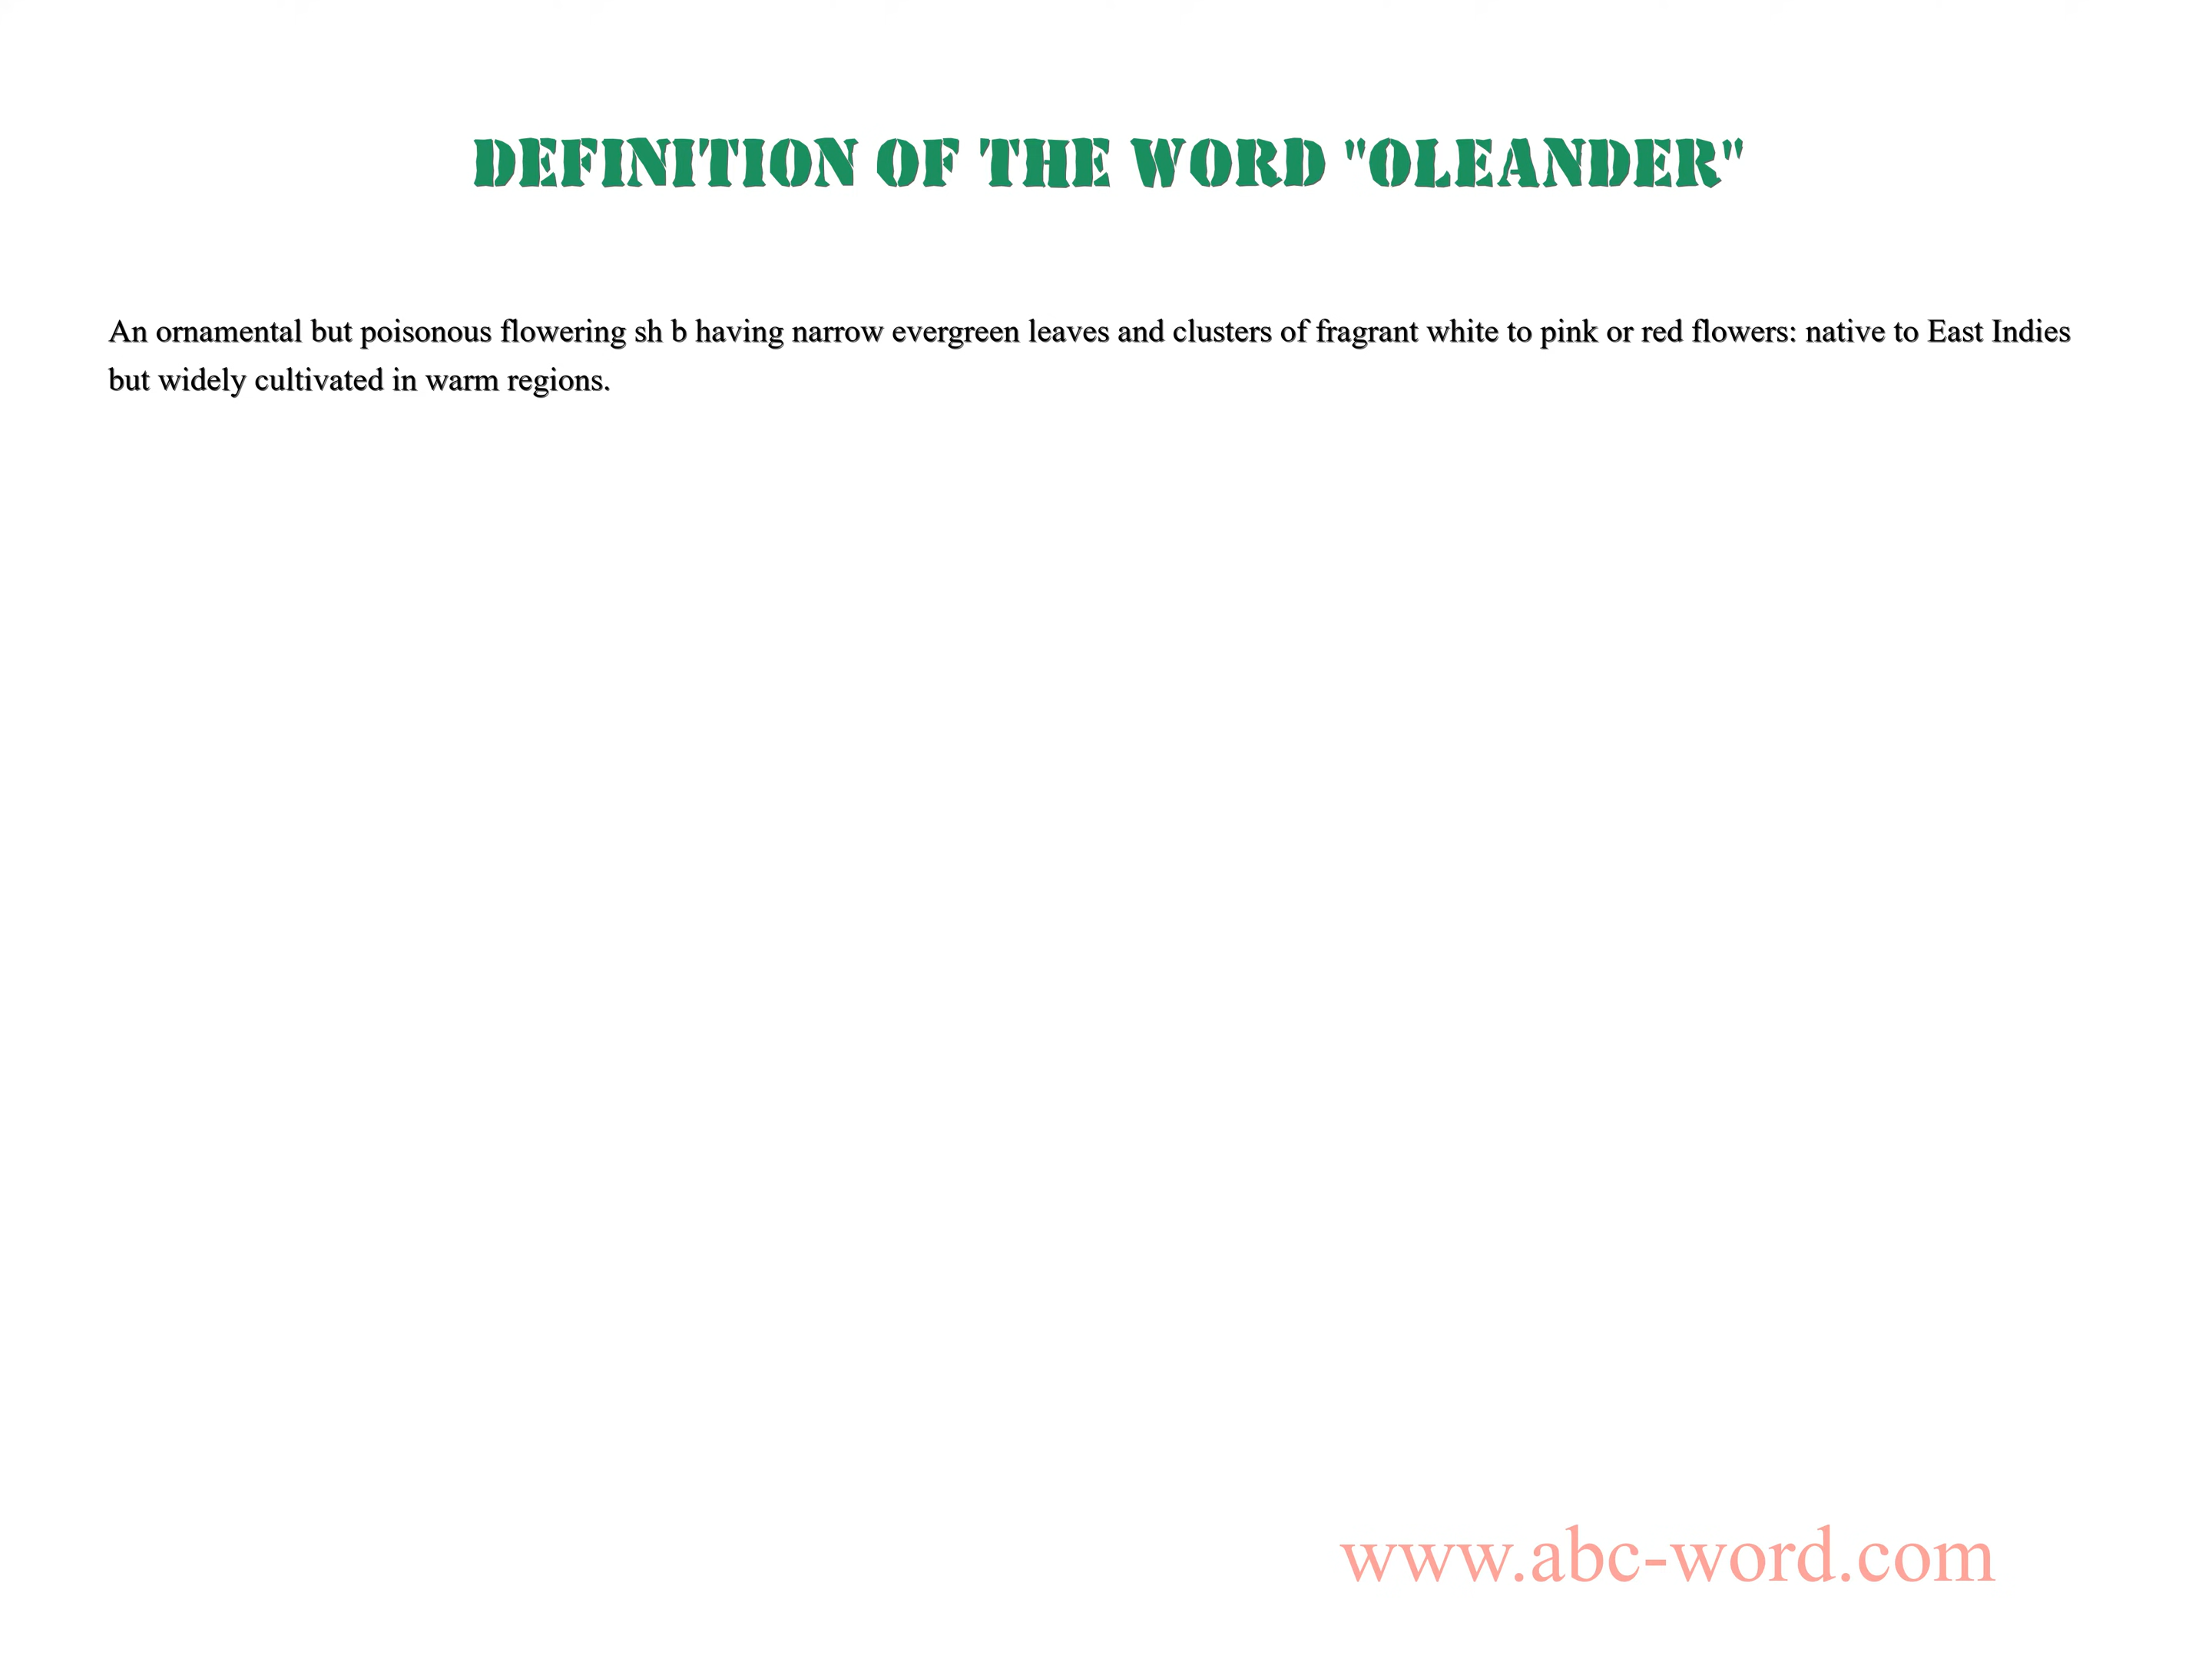 DEFINITION OF THE WORD "OLEANDER"
An ornamental but poisonous flowering sh b having narrow evergreen leaves and clusters of fragrant white to pink or red flowers: native to East Indies
but widely cultivated in warm regions.
www.abc-word.com